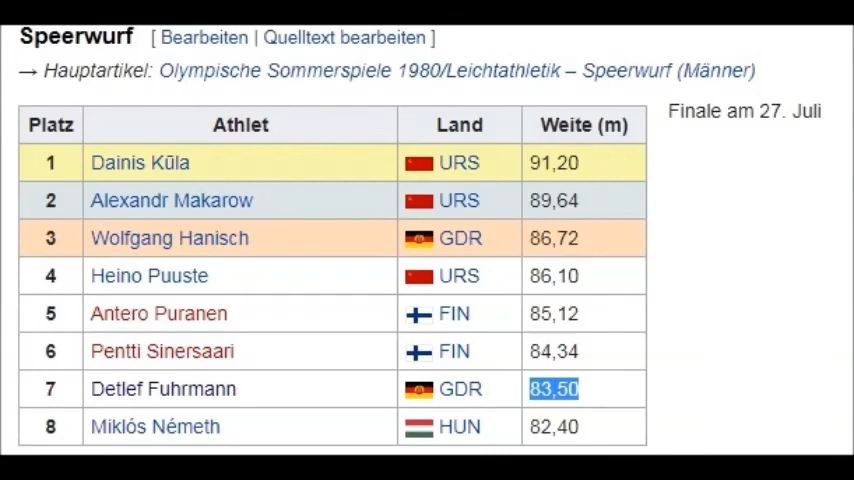 Speerwurf [ Bearbeiten | Quelltext bearbeiten ]
→ Hauptartikel: Olympische Sommerspiele 1980/Leichtathletik – Speerwurf (Männer)
Platz Athlet Land Weite (m)
Finale am 27. Juli
1 Dainis Kūla URS 91,20
2 Alexandr Makarow URS 89,64
3 Wolfgang Hanisch GDR 86,72
4 Heino Puuste URS 86,10
5 Antero Puranen FIN 85,12
6 Pentti Sinersaari FIN 84,34
7 Detlef Fuhrmann GDR 83,50
8 Miklós Németh HUN 82,40